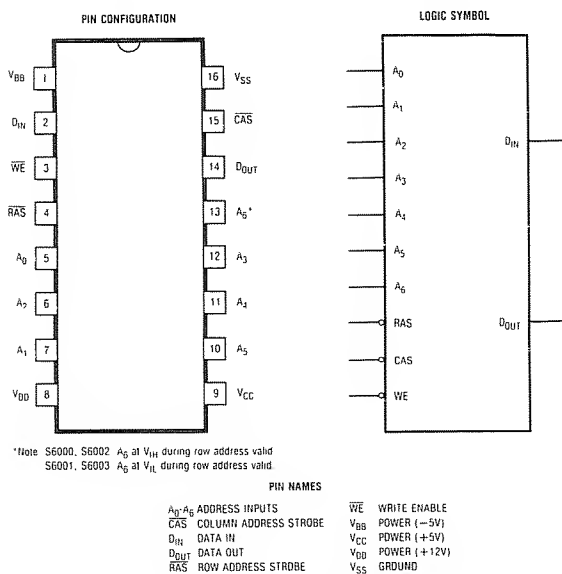 PIN CONFIGURATION
VBB 1
16 VSS
DIN 2
15 CAS
WE 3
14 DOUT
RAS 4
13 A6*
A0 5
12 A3
A2 6
11 A4
A1 7
10 A5
VDD 8
9 VCC
*Note S6000, S6002 A6 at VIH during row address valid
S6001, S6003 A6 at VIL during row address valid
LOGIC SYMBOL
A0
A1
A2
DIN
A3
A4
A5
A6
RAS
DOUT
CAS
WE
PIN NAMES
A0-A6 ADDRESS INPUTS
CAS COLUMN ADDRESS STROBE
DIN DATA IN
DOUT DATA OUT
RAS ROW ADDRESS STROBE
WE WRITE ENABLE
VBB POWER (−5V)
VCC POWER (+5V)
VDD POWER (+12V)
VSS GROUND